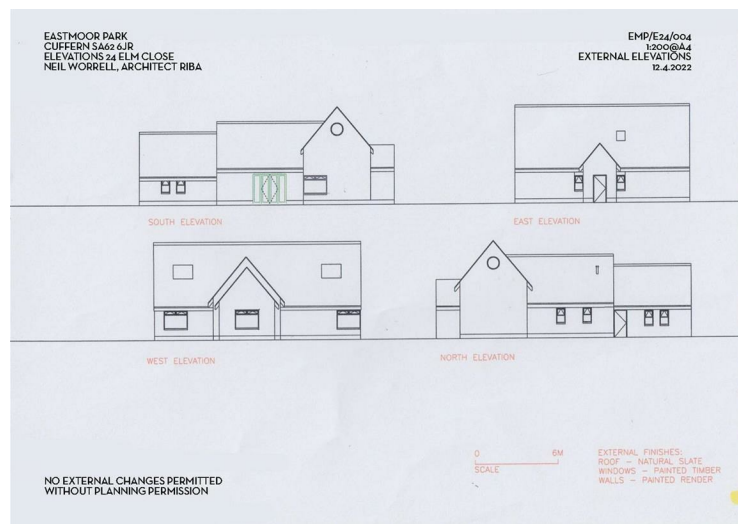 EASTMOOR PARK
CUFFERN SA62 6JR
ELEVATIONS 24 ELM CLOSE
NEIL WORRELL, ARCHITECT RIBA
EMP/E24/004
1:200@A4
EXTERNAL ELEVATIONS
12.4.2022
SOUTH ELEVATION
EAST ELEVATION
WEST ELEVATION
NORTH ELEVATION
0 6M
SCALE
EXTERNAL FINISHES:
ROOF – NATURAL SLATE
WINDOWS – PAINTED TIMBER
WALLS – PAINTED RENDER
NO EXTERNAL CHANGES PERMITTED
WITHOUT PLANNING PERMISSION